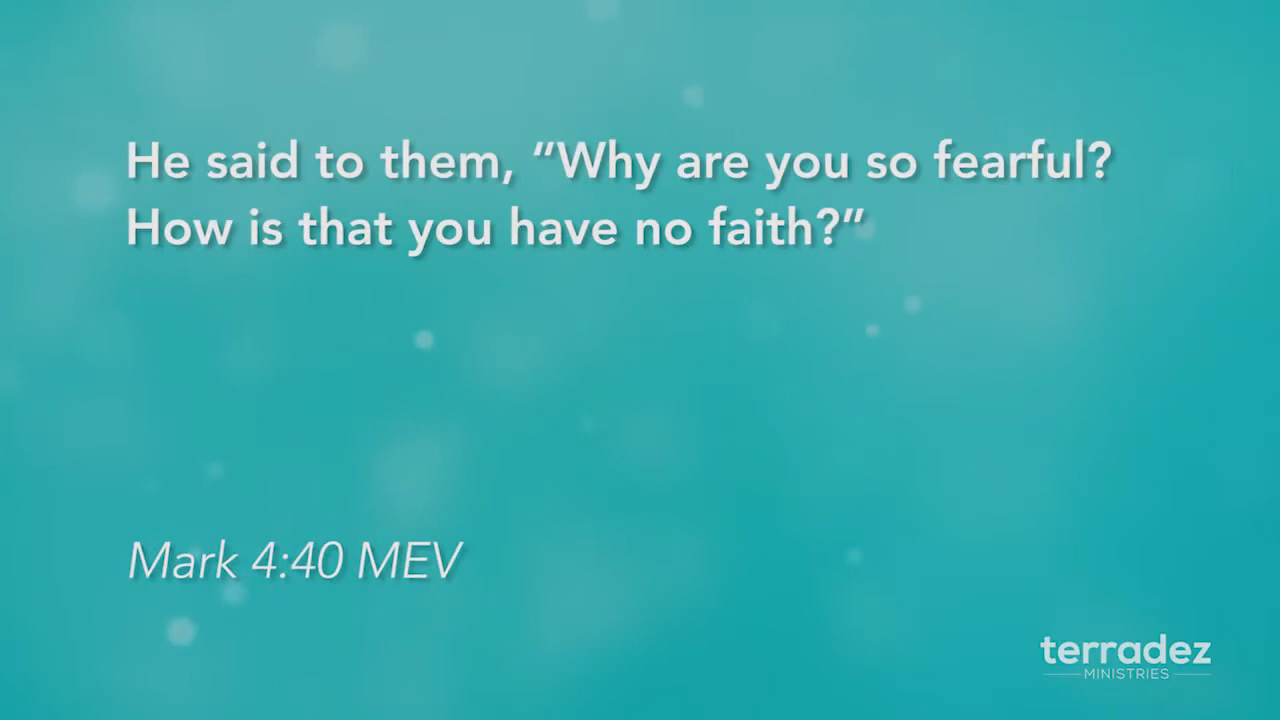 He said to them, “Why are you so fearful?
How is that you have no faith?”
Mark 4:40 MEV
terradez
MINISTRIES